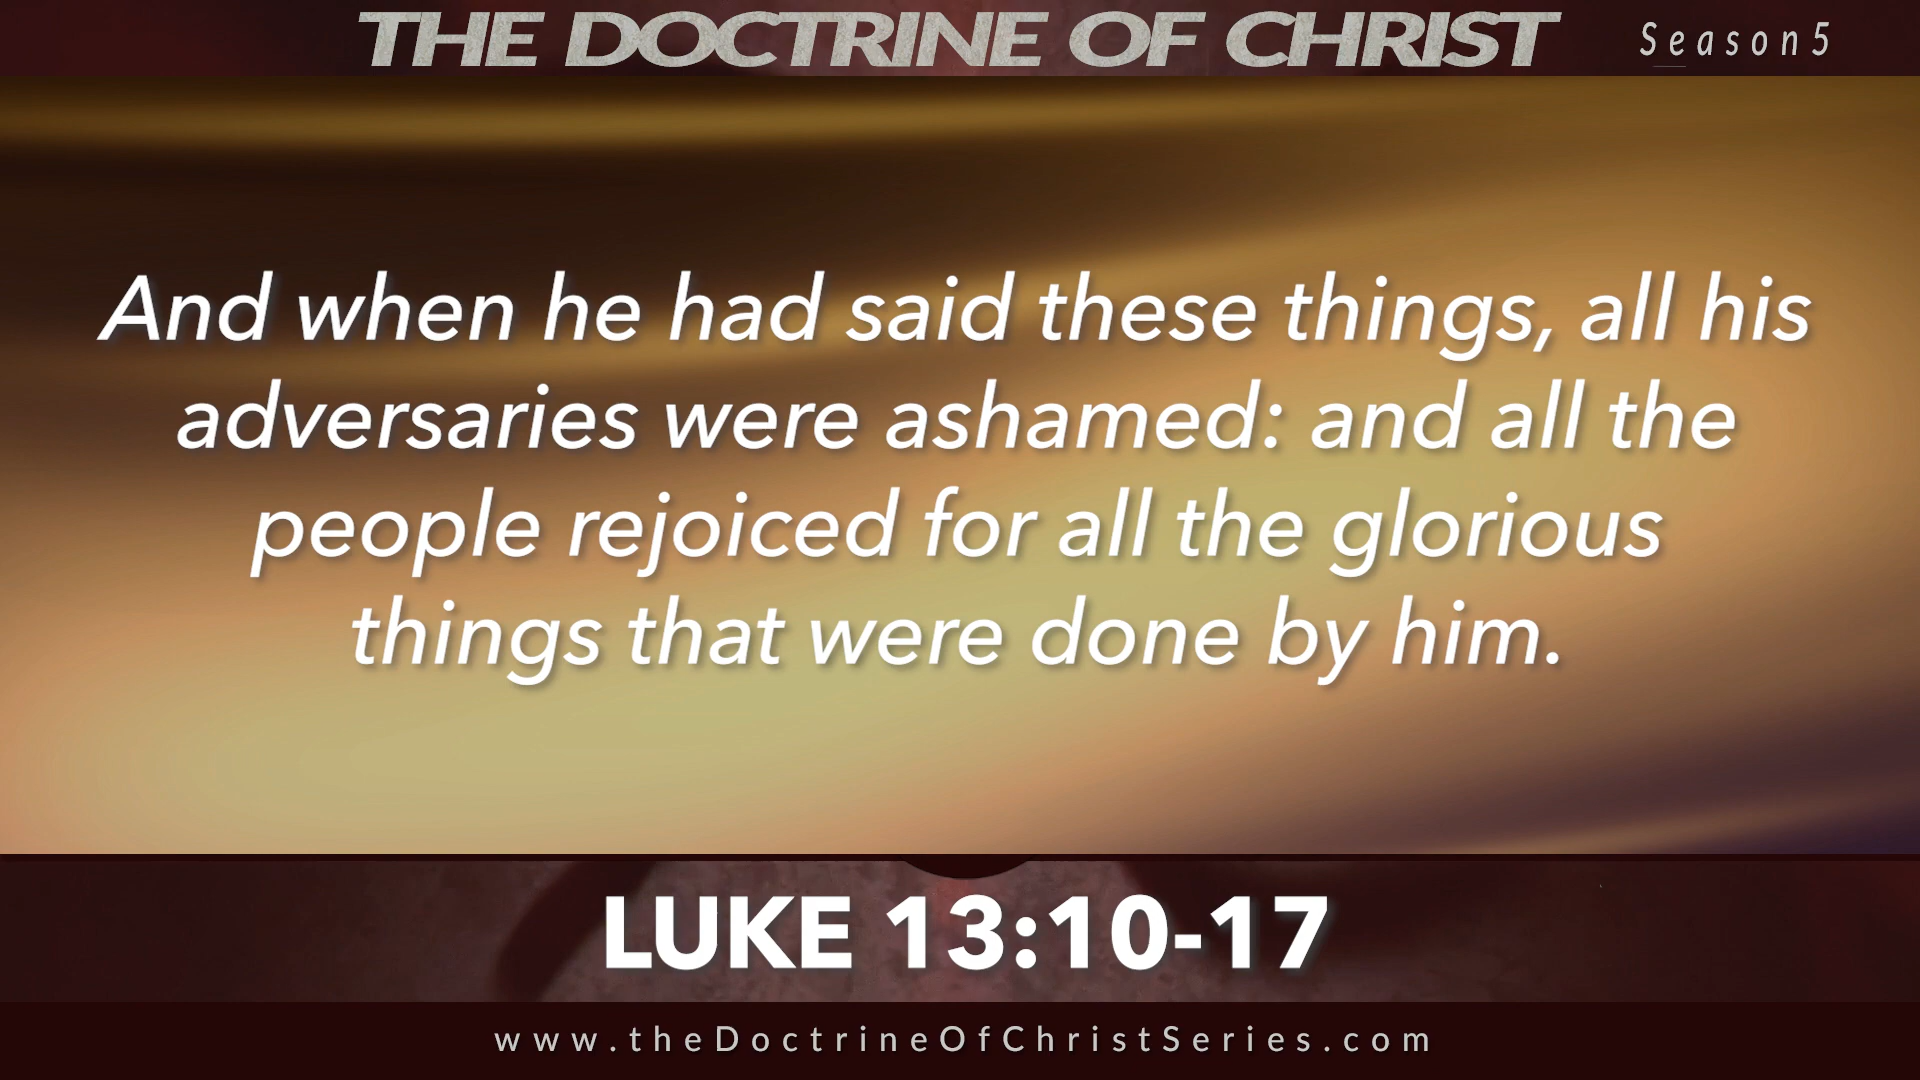 THE DOCTRINE OF CHRIST
Season5
And when he had said these things, all his
adversaries were ashamed: and all the
people rejoiced for all the glorious
things that were done by him.
LUKE 13:10-17
www.theDoctrineOfChristSeries.com